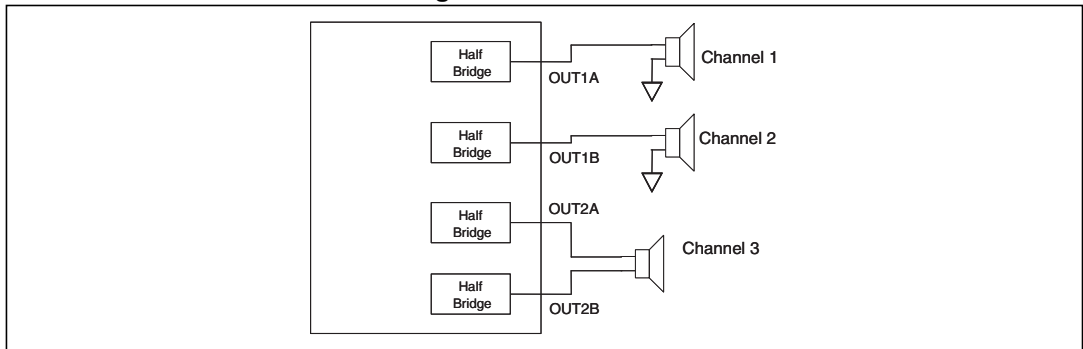 Half
Bridge
OUT1A
Channel 1
Half
Bridge
OUT1B
Channel 2
Half
Bridge
OUT2A
Channel 3
Half
Bridge
OUT2B